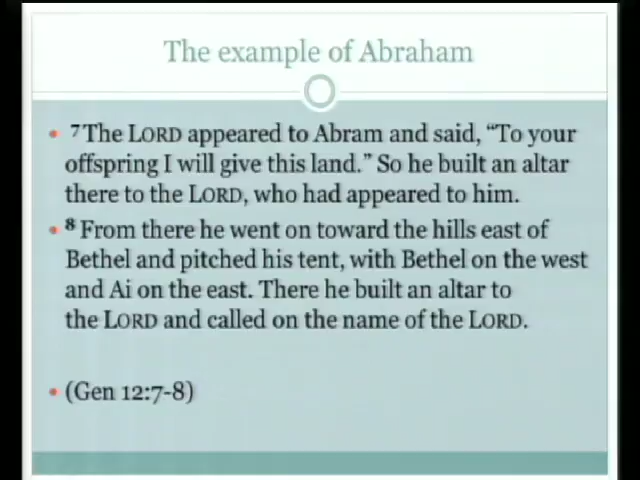 The example of Abraham
• ⁷The LORD appeared to Abram and said, “To your
offspring I will give this land.” So he built an altar
there to the LORD, who had appeared to him.
• ⁸ From there he went on toward the hills east of
Bethel and pitched his tent, with Bethel on the west
and Ai on the east. There he built an altar to
the LORD and called on the name of the LORD.
• (Gen 12:7-8)